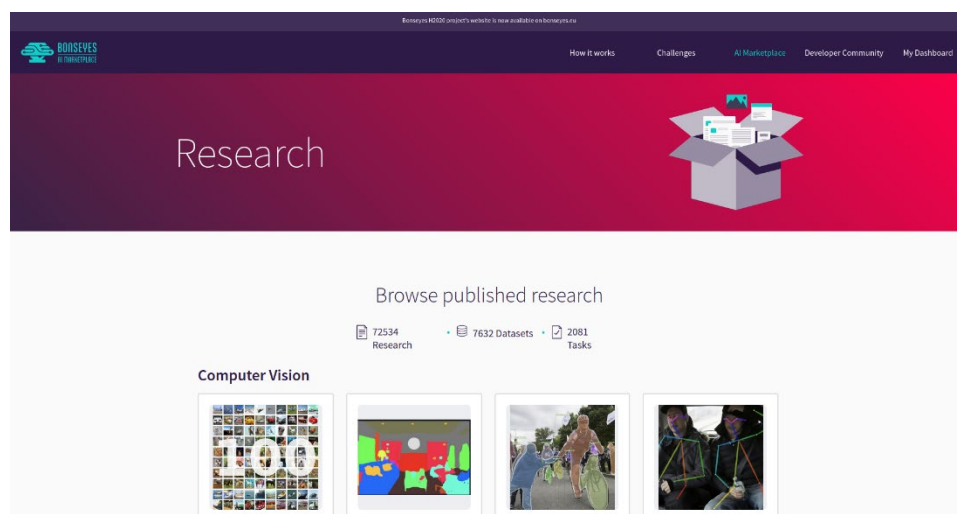 Bonseyes H2020 project's website is now available on bonseyes.eu
BONSEYES
AI MARKETPLACE
How it works
Challenges
AI Marketplace
Developer Community
My Dashboard
Research
Browse published research
72534
Research
7632 Datasets
2081
Tasks
Computer Vision
100